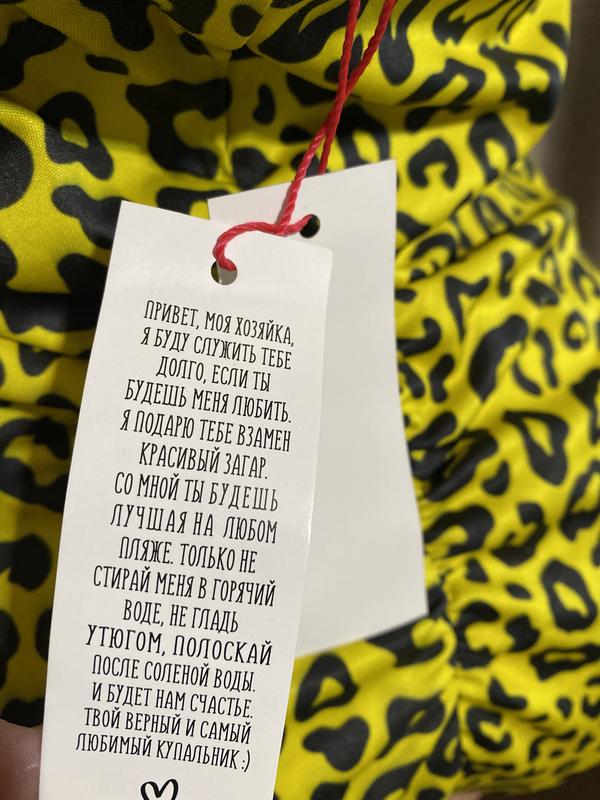 ПРИВЕТ, МОЯ ХОЗЯЙКА,
Я БУДУ СЛУЖИТЬ ТЕБЕ
ДОЛГО, ЕСЛИ ТЫ
БУДЕШЬ МЕНЯ ЛЮБИТЬ.
Я ПОДАРЮ ТЕБЕ ВЗАМЕН
КРАСИВЫЙ ЗАГАР.
СО МНОЙ ТЫ БУДЕШЬ
ЛУЧШАЯ НА ЛЮБОМ
ПЛЯЖЕ. ТОЛЬКО НЕ
СТИРАЙ МЕНЯ В ГОРЯЧИЙ
ВОДЕ, НЕ ГЛАДЬ
УТЮГОМ, ПОЛОСКАЙ
ПОСЛЕ СОЛЕНОЙ ВОДЫ.
И БУДЕТ НАМ СЧАСТЬЕ.
ТВОЙ ВЕРНЫЙ И САМЫЙ
ЛЮБИМЫЙ КУПАЛЬНИК :)